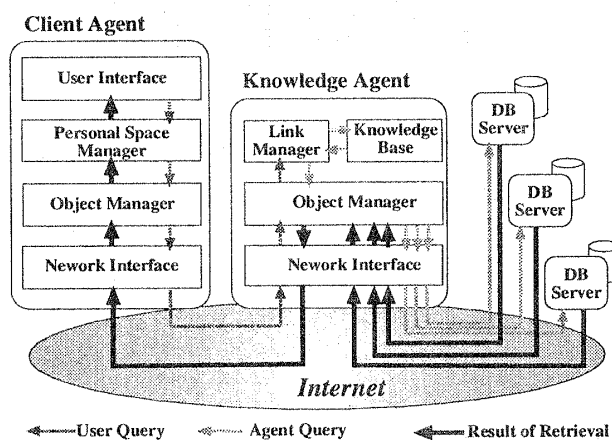 Client Agent
User Interface
Personal Space
Manager
Object Manager
Nework Interface
Knowledge Agent
Link
Manager
Knowledge
Base
Object Manager
Nework Interface
DB
Server
DB
Server
DB
Server
Internet
User Query
Agent Query
Result of Retrieval